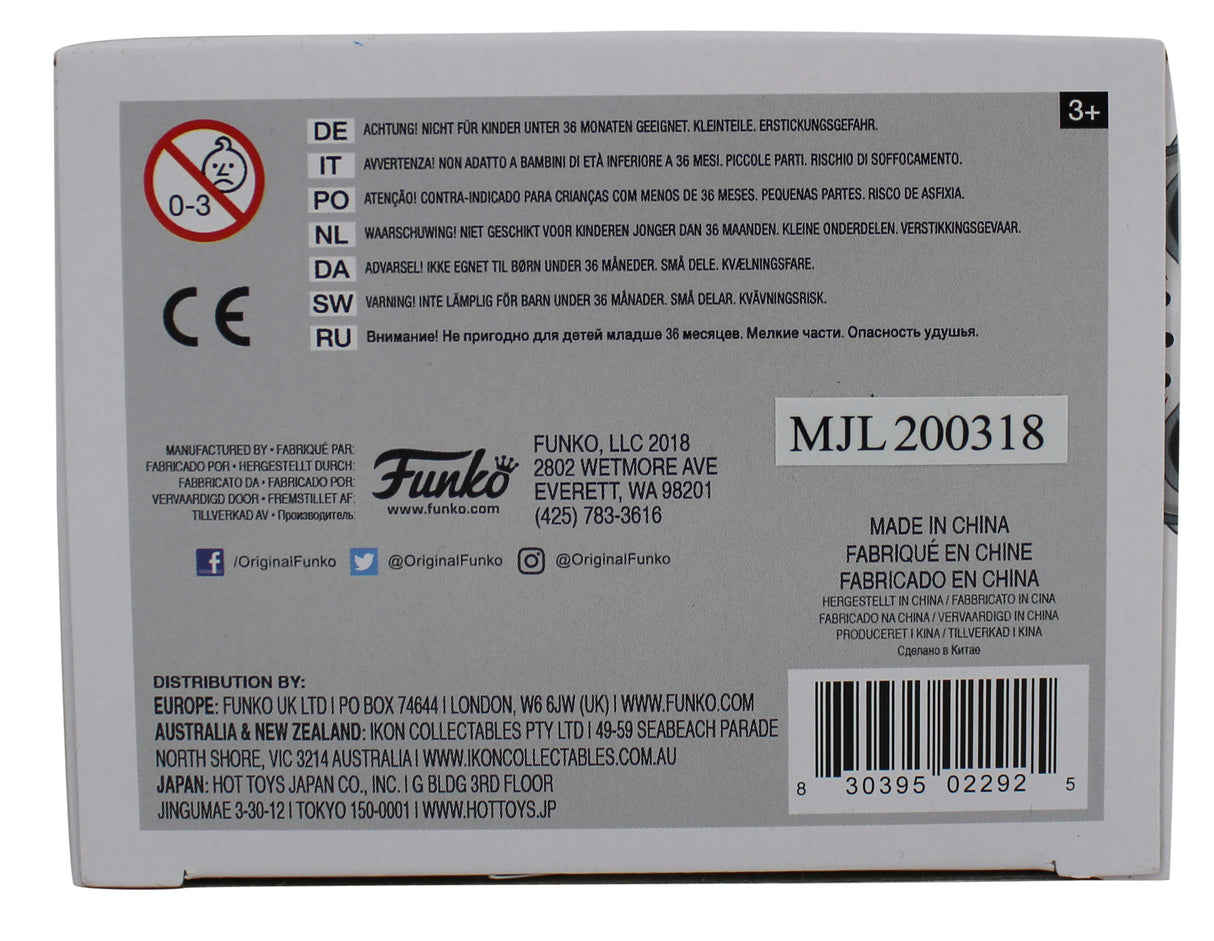 3+
0-3
DE ACHTUNG! NICHT FÜR KINDER UNTER 36 MONATEN GEEIGNET. KLEINTEILE. ERSTICKUNGSGEFAHR.
IT AVVERTENZA! NON ADATTO A BAMBINI DI ETÀ INFERIORE A 36 MESI. PICCOLE PARTI. RISCHIO DI SOFFOCAMENTO.
PO ATENÇÃO! CONTRA-INDICADO PARA CRIANÇAS COM MENOS DE 36 MESES. PEQUENAS PARTES. RISCO DE ASFIXIA.
NL WAARSCHUWING! NIET GESCHIKT VOOR KINDEREN JONGER DAN 36 MAANDEN. KLEINE ONDERDELEN. VERSTIKKINGSGEVAAR.
DA ADVARSEL! IKKE EGNET TIL BØRN UNDER 36 MÅNEDER. SMÅ DELE. KVÆLNINGSFARE.
SW VARNING! INTE LÄMPLIG FÖR BARN UNDER 36 MÅNADER. SMÅ DELAR. KVÄVNINGSRISK.
RU Внимание! Не пригодно для детей младше 36 месяцев. Мелкие части. Опасность удушья.
CE
MANUFACTURED BY • FABRIQUÉ PAR:
FABRICADO POR • HERGESTELLT DURCH:
FABBRICATO DA • FABRICADO POR:
VERVAARDIGD DOOR • FREMSTILLET AF:
TILLVERKAD AV • Производитель:
Funko
www.funko.com
FUNKO, LLC 2018
2802 WETMORE AVE
EVERETT, WA 98201
(425) 783-3616
MJL 200318
/OriginalFunko @OriginalFunko @OriginalFunko
MADE IN CHINA
FABRIQUÉ EN CHINE
FABRICADO EN CHINA
HERGESTELLT IN CHINA / FABBRICATO IN CINA
FABRICADO NA CHINA / VERVAARDIGD IN CHINA
PRODUCERET I KINA / TILLVERKAD I KINA
Сделано в Китае
DISTRIBUTION BY:
EUROPE: FUNKO UK LTD | PO BOX 74644 | LONDON, W6 6JW (UK) | WWW.FUNKO.COM
AUSTRALIA & NEW ZEALAND: IKON COLLECTABLES PTY LTD | 49-59 SEABEACH PARADE
NORTH SHORE, VIC 3214 AUSTRALIA | WWW.IKONCOLLECTABLES.COM.AU
JAPAN: HOT TOYS JAPAN CO., INC. | G BLDG 3RD FLOOR
JINGUMAE 3-30-12 | TOKYO 150-0001 | WWW.HOTTOYS.JP
8 30395 02292 5